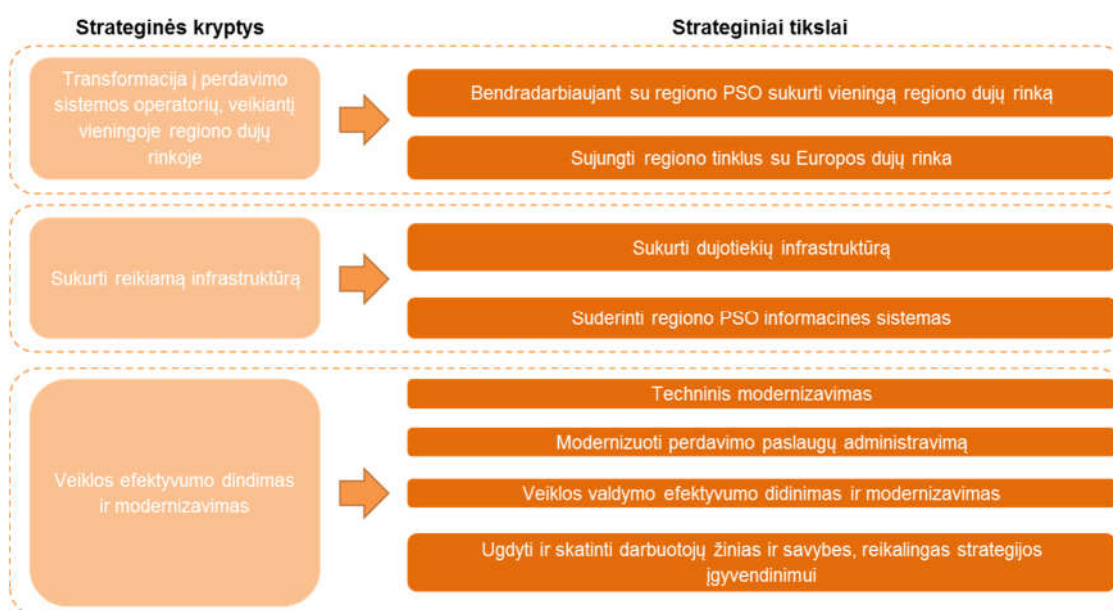 Strateginės kryptys
Strateginiai tikslai
Transformacija į perdavimo
sistemos operatorių, veikiantį
vieningoje regiono dujų
rinkoje
Bendradarbiaujant su regiono PSO sukurti vieningą regiono dujų rinką
Sujungti regiono tinklus su Europos dujų rinka
Sukurti reikiamą infrastruktūrą
Sukurti dujotiekių infrastruktūrą
Suderinti regiono PSO informacines sistemas
Veiklos efektyvumo dindimas
ir modernizavimas
Techninis modernizavimas
Modernizuoti perdavimo paslaugų administravimą
Veiklos valdymo efektyvumo didinimas ir modernizavimas
Ugdyti ir skatinti darbuotojų žinias ir savybes, reikalingas strategijos
įgyvendinimui